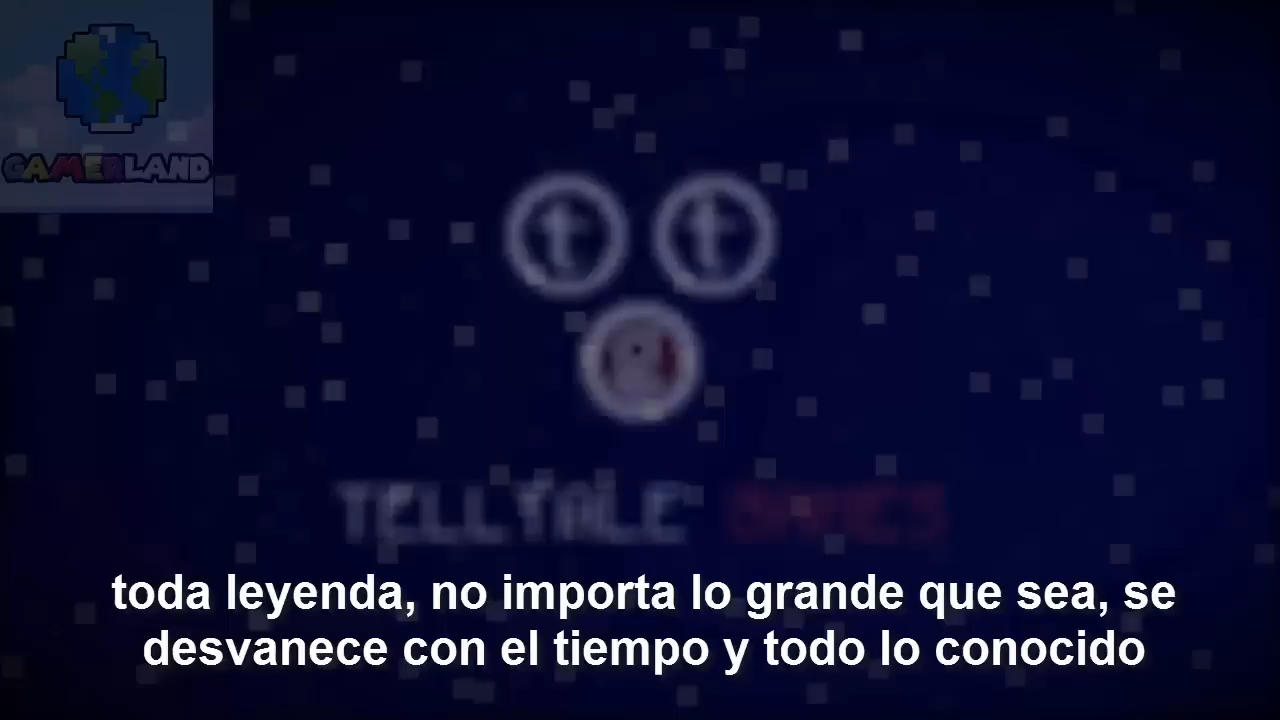 GAMERLAND
t t
TELLTALE GAMES
toda leyenda, no importa lo grande que sea, se
desvanece con el tiempo y todo lo conocido